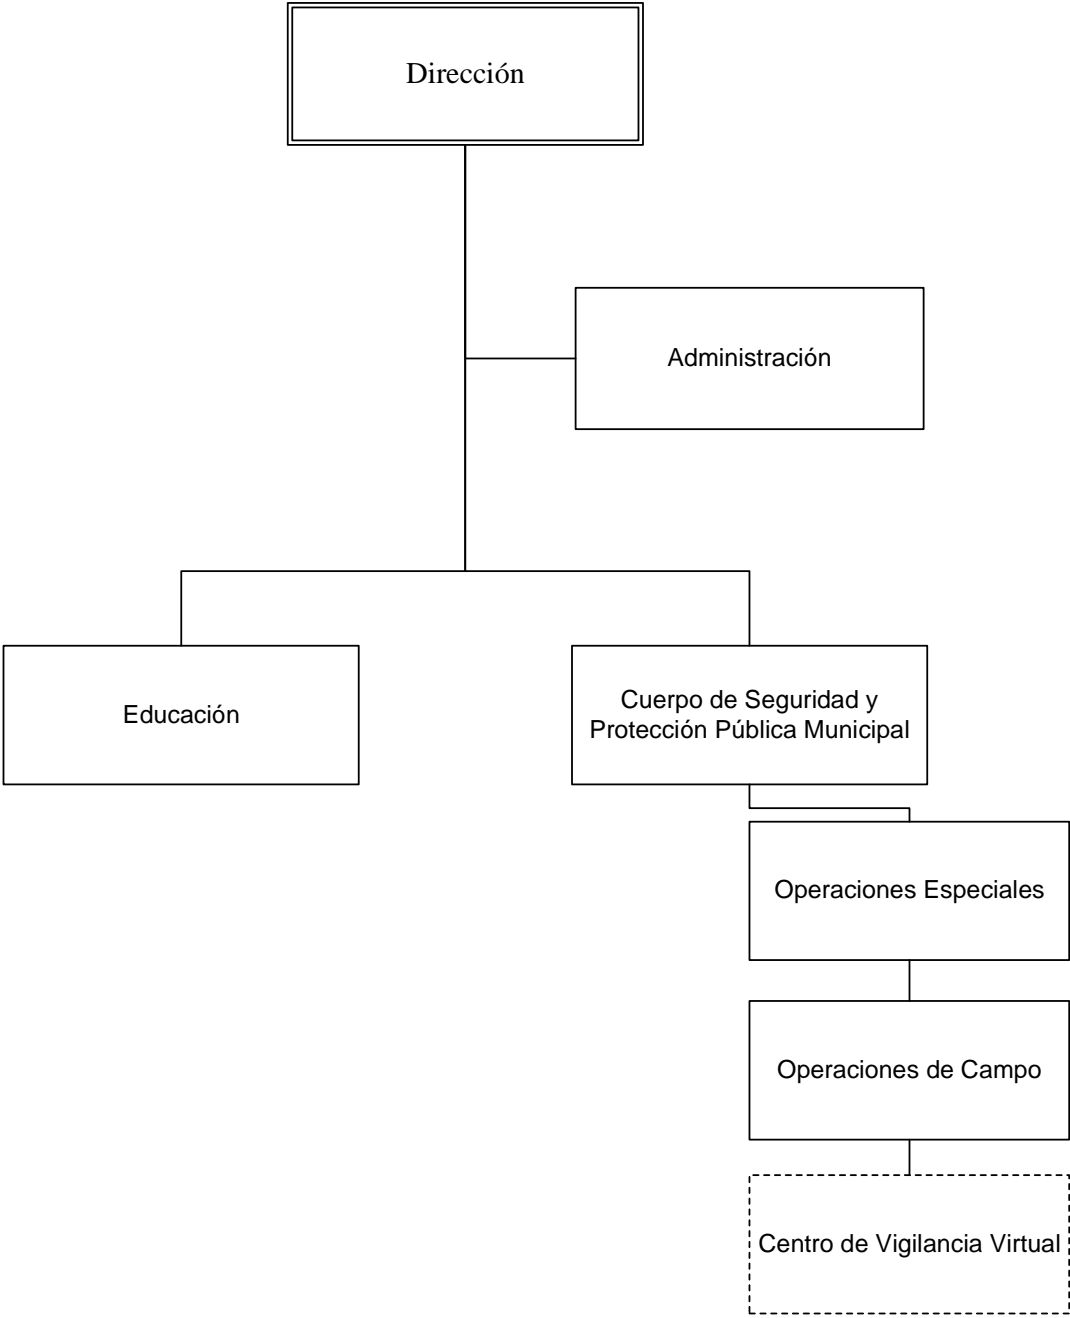 Dirección
Administración
Educación
Cuerpo de Seguridad y
Protección Pública Municipal
Operaciones Especiales
Operaciones de Campo
Centro de Vigilancia Virtual